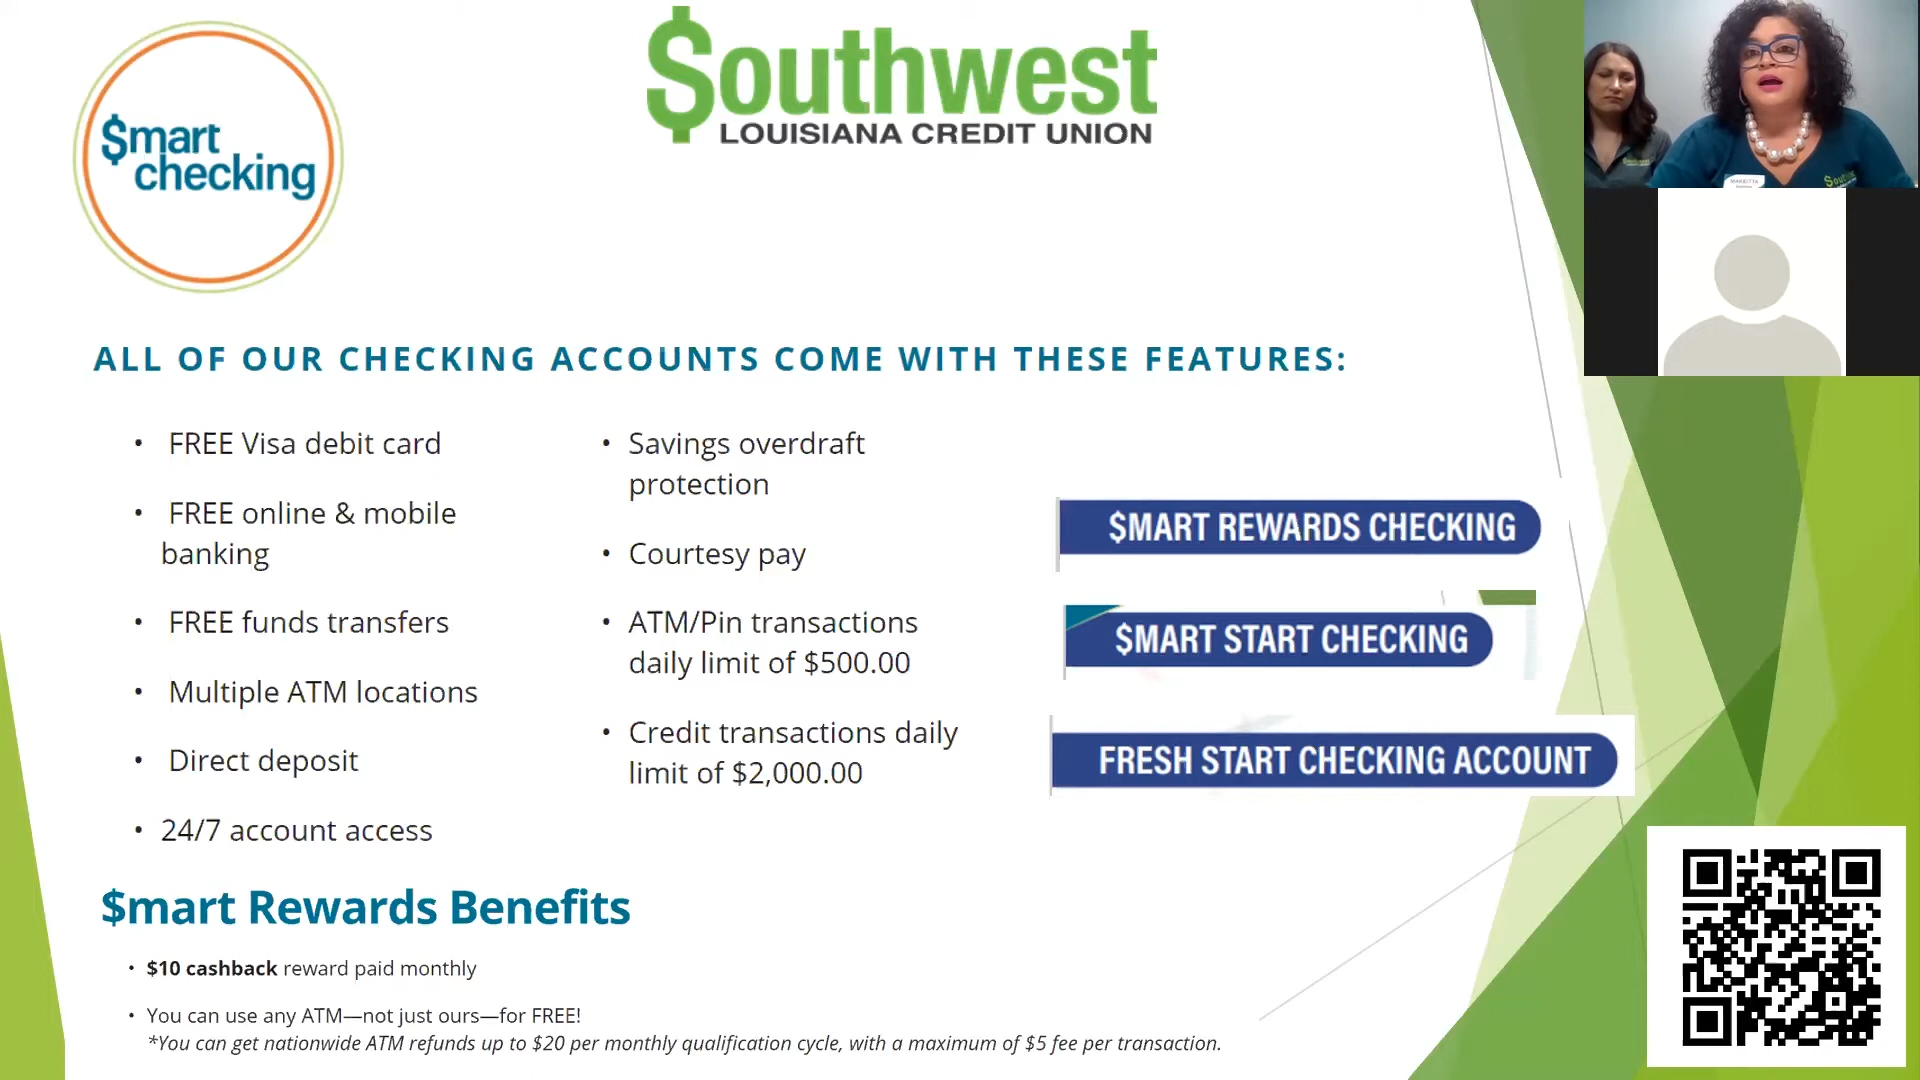 $mart
checking
$outhwest
LOUISIANA CREDIT UNION
ALL OF OUR CHECKING ACCOUNTS COME WITH THESE FEATURES:
• FREE Visa debit card
• FREE online & mobile
banking
• FREE funds transfers
• Multiple ATM locations
• Direct deposit
• 24/7 account access
• Savings overdraft
protection
• Courtesy pay
• ATM/Pin transactions
daily limit of $500.00
• Credit transactions daily
limit of $2,000.00
$MART REWARDS CHECKING
$MART START CHECKING
FRESH START CHECKING ACCOUNT
$mart Rewards Benefits
• $10 cashback reward paid monthly
• You can use any ATM—not just ours—for FREE!
*You can get nationwide ATM refunds up to $20 per monthly qualification cycle, with a maximum of $5 fee per transaction.